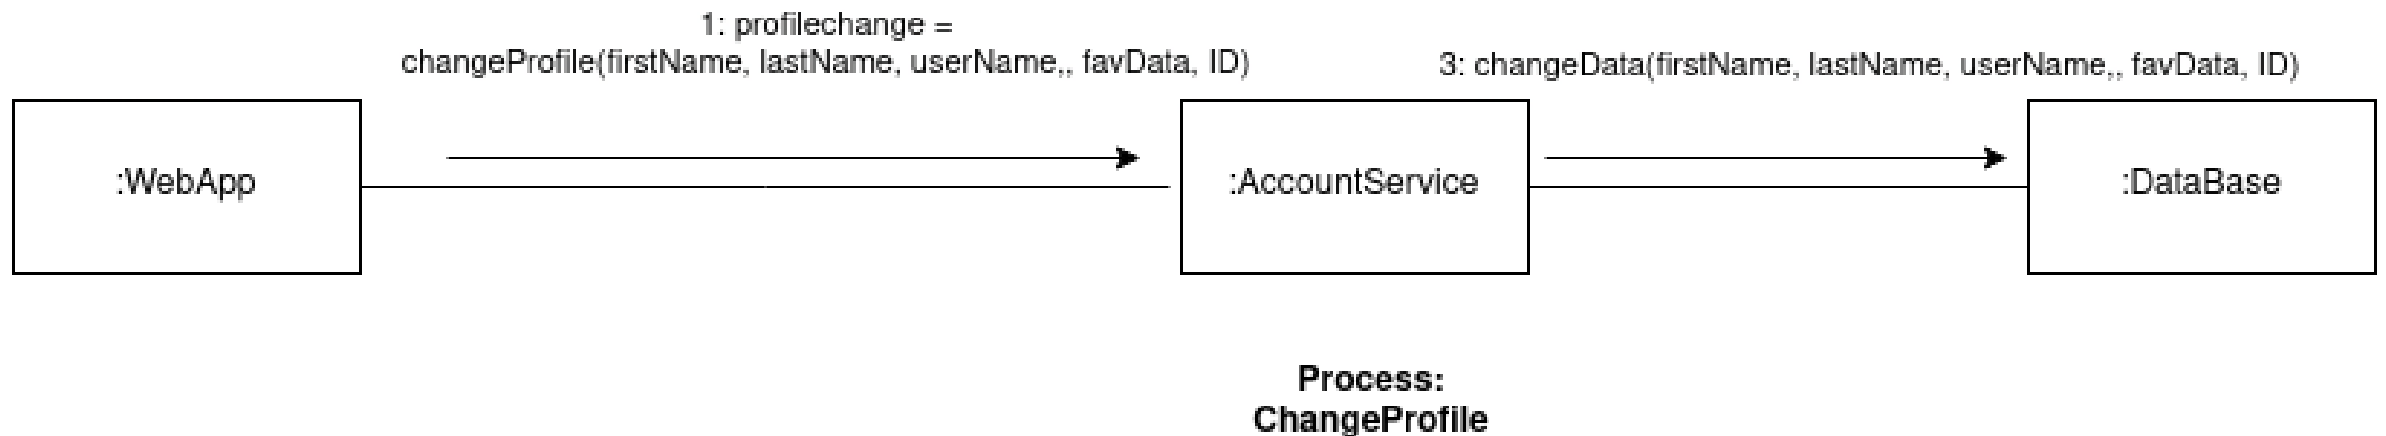 1: profilechange =
changeProfile(firstName, lastName, userName,, favData, ID)
3: changeData(firstName, lastName, userName,, favData, ID)
:WebApp
:AccountService
:DataBase
Process:
ChangeProfile